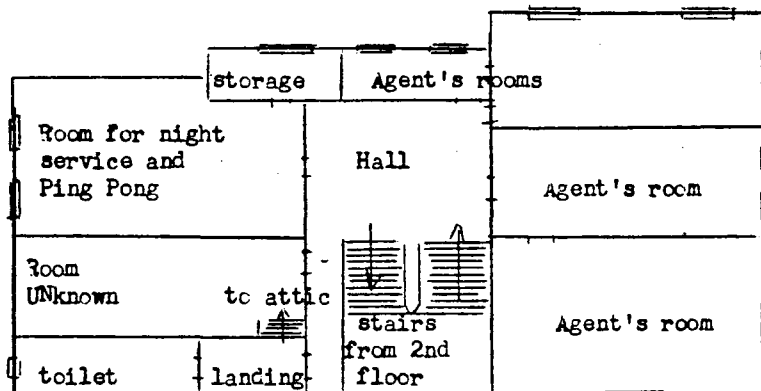 storage
Agent's rooms
Room for night
service and
Ping Pong
Hall
Agent's room
Room
UNknown
to attic
stairs
from 2nd
floor
Agent's room
toilet
landing